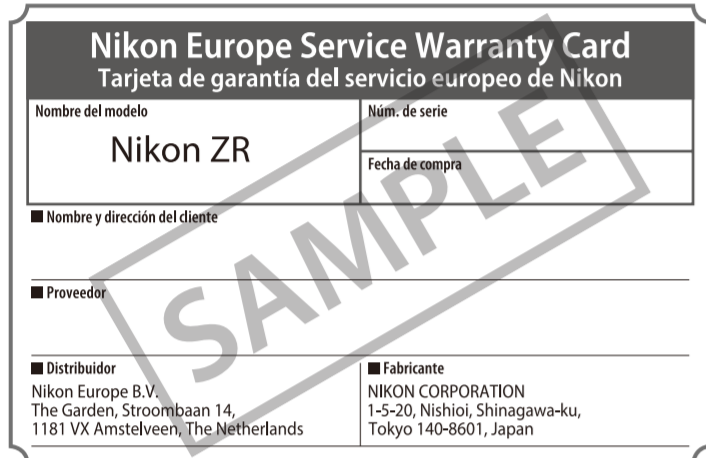 Nikon Europe Service Warranty Card
Tarjeta de garantía del servicio europeo de Nikon
Nombre del modelo
Nikon ZR
Núm. de serie
Fecha de compra
■ Nombre y dirección del cliente
■ Proveedor
■ Distribuidor
Nikon Europe B.V.
The Garden, Stroombaan 14,
1181 VX Amstelveen, The Netherlands
■ Fabricante
NIKON CORPORATION
1-5-20, Nishioi, Shinagawa-ku,
Tokyo 140-8601, Japan
SAMPLE